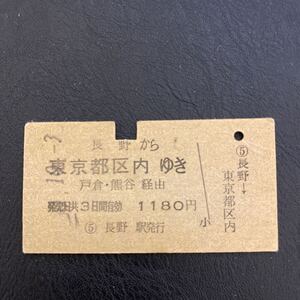 長野から
東京都区内ゆき
戸倉・熊谷経由
発売日共3日間有効 1180円
⑤ 長野駅発行
小
⑤長野→東京都区内